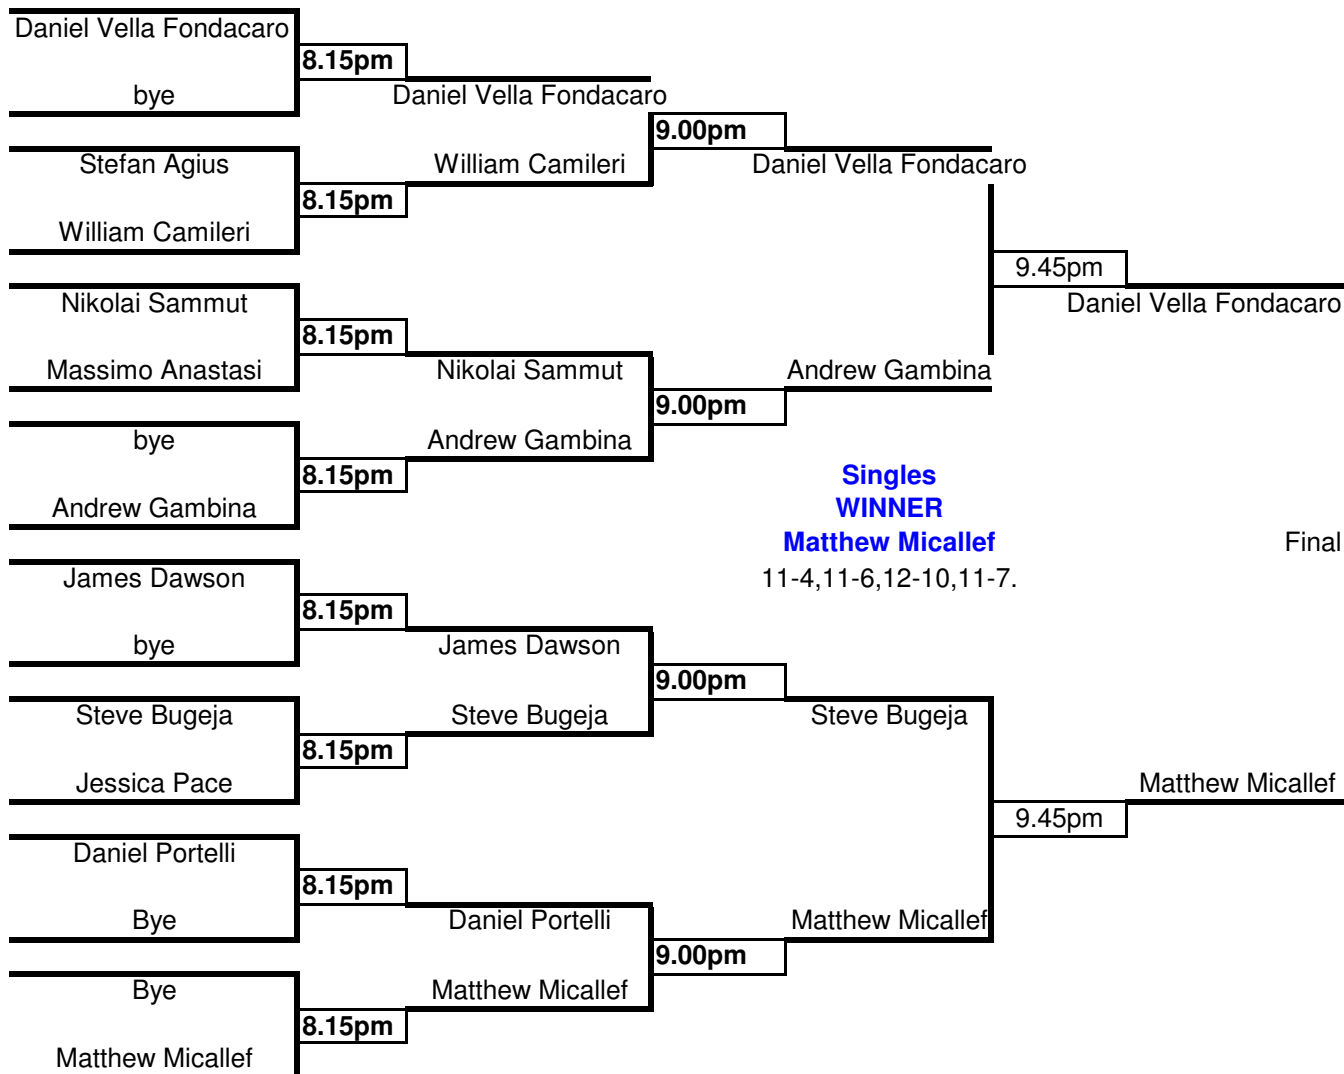 Daniel Vella Fondacaro
8.15pm
bye
Daniel Vella Fondacaro
9.00pm
Stefan Agius
William Camileri
Daniel Vella Fondacaro
8.15pm
William Camileri
9.45pm
Nikolai Sammut
Daniel Vella Fondacaro
8.15pm
Massimo Anastasi
Nikolai Sammut
Andrew Gambina
9.00pm
bye
Andrew Gambina
8.15pm
Singles
Andrew Gambina
WINNER
Matthew Micallef
Final
James Dawson
11-4,11-6,12-10,11-7.
8.15pm
bye
James Dawson
9.00pm
Steve Bugeja
Steve Bugeja
Steve Bugeja
8.15pm
Jessica Pace
Matthew Micallef
9.45pm
Daniel Portelli
8.15pm
Bye
Daniel Portelli
Matthew Micallef
9.00pm
Bye
Matthew Micallef
8.15pm
Matthew Micallef